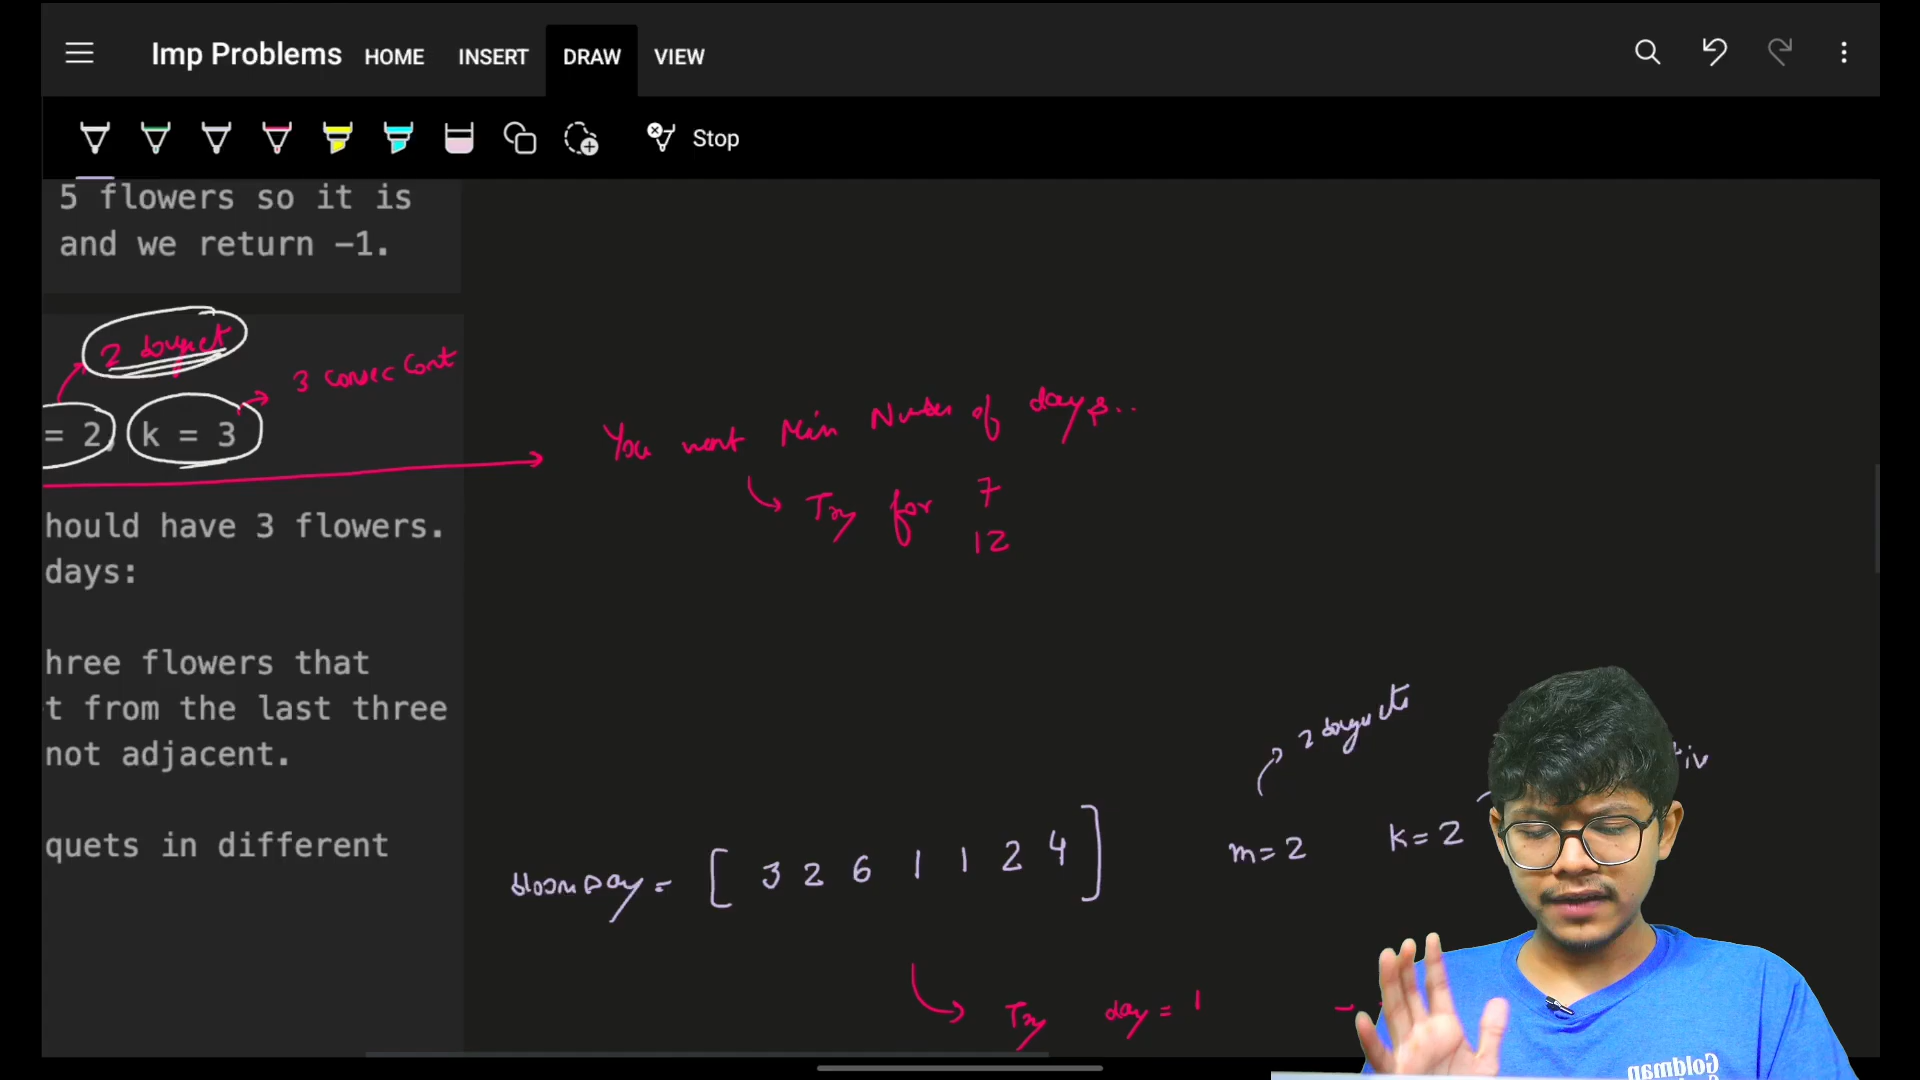 Imp Problems HOME INSERT DRAW VIEW
Stop
5 flowers so it is
and we return -1.
2 bouquet
3 consec Cont
= 2, k = 3
You want Min Number of days..
Try for 7
12
hould have 3 flowers.
days:
hree flowers that
t from the last three
not adjacent.
quets in different
2 bouquets
bloomDay = [ 3 2 6 1 1 2 4 ]
m = 2 k = 2
Try day = 1
Goldman